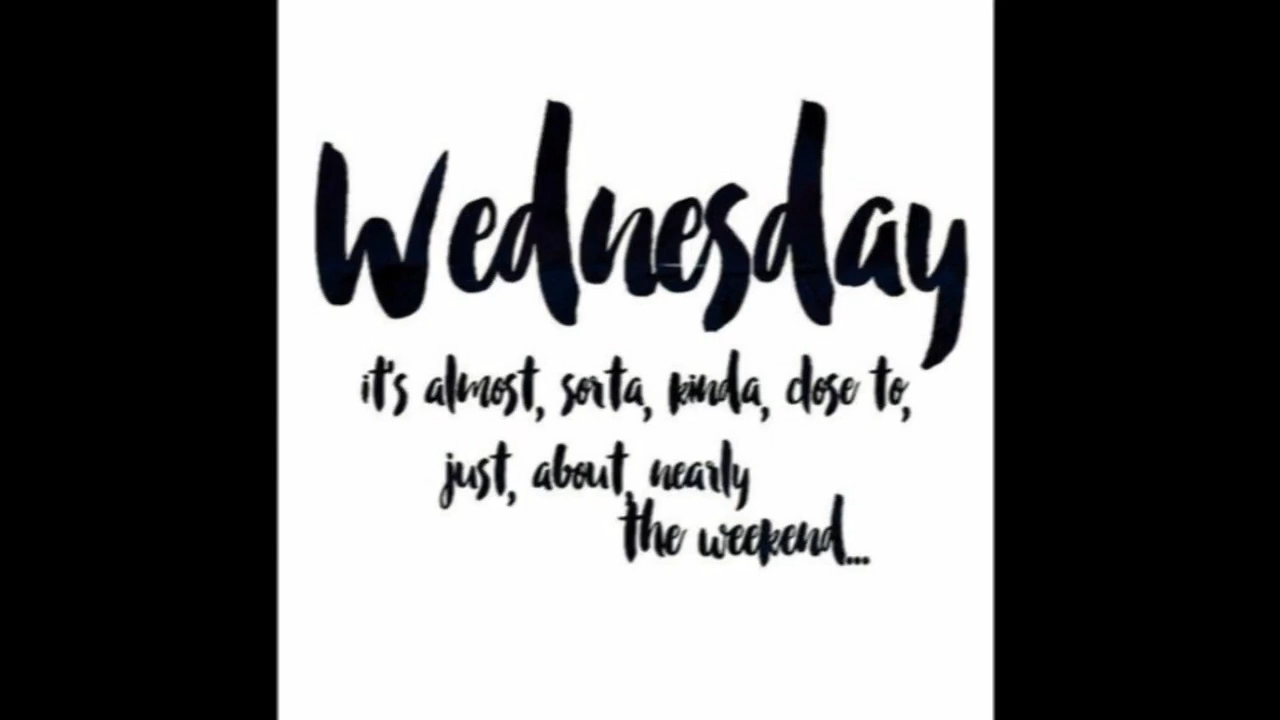 Wednesday
it's almost, sorta, kinda, close to,
just, about, nearly
the weekend...